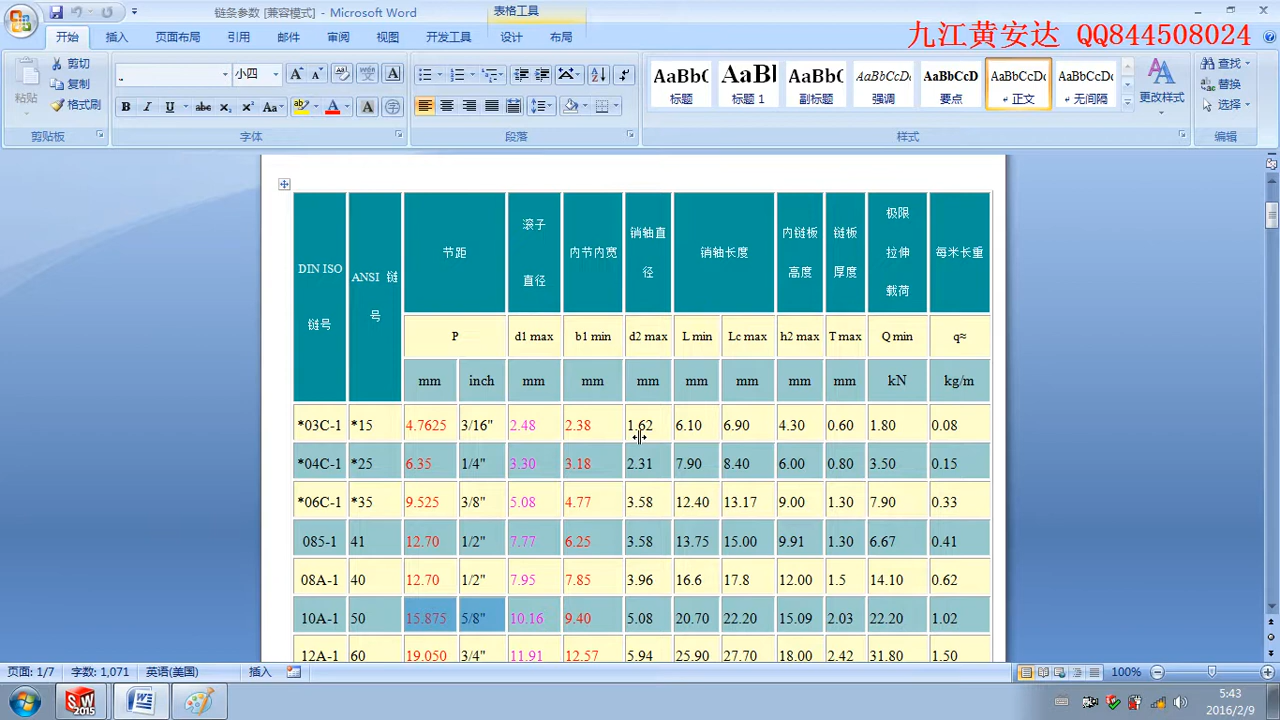 链条参数 [兼容模式] - Microsoft Word
表格工具
九江黄安达 QQ844508024
开始 插入 页面布局 引用 邮件 审阅 视图 开发工具 设计 布局
粘贴 剪切 复制 格式刷
小四
AaBbC AaBl AaBbC AaBbCcDc AaBbCcD AaBbCcDc AaBbCcDc
标题 标题 1 副标题 强调 要点 ↲ 正文 ↲ 无间隔
更改样式
查找 替换 选择
剪贴板 字体 段落 样式 编辑
DIN ISO 链号 ANSI 链号 节距 滚子直径 内节内宽 销轴直径 销轴长度 内链板高度 链板厚度 极限拉伸载荷 每米长重
P d1 max b1 min d2 max L min Lc max h2 max T max Q min q≈
mm inch mm mm mm mm mm mm mm kN kg/m
*03C-1 *15 4.7625 3/16" 2.48 2.38 1.62 6.10 6.90 4.30 0.60 1.80 0.08
*04C-1 *25 6.35 1/4" 3.30 3.18 2.31 7.90 8.40 6.00 0.80 3.50 0.15
*06C-1 *35 9.525 3/8" 5.08 4.77 3.58 12.40 13.17 9.00 1.30 7.90 0.33
085-1 41 12.70 1/2" 7.77 6.25 3.58 13.75 15.00 9.91 1.30 6.67 0.41
08A-1 40 12.70 1/2" 7.95 7.85 3.96 16.6 17.8 12.00 1.5 14.10 0.62
10A-1 50 15.875 5/8" 10.16 9.40 5.08 20.70 22.20 15.09 2.03 22.20 1.02
12A-1 60 19.050 3/4" 11.91 12.57 5.94 25.90 27.70 18.00 2.42 31.80 1.50
页面: 1/7 字数: 1,071 英语(美国) 插入 100%
SW 2015
5:43
2016/2/9